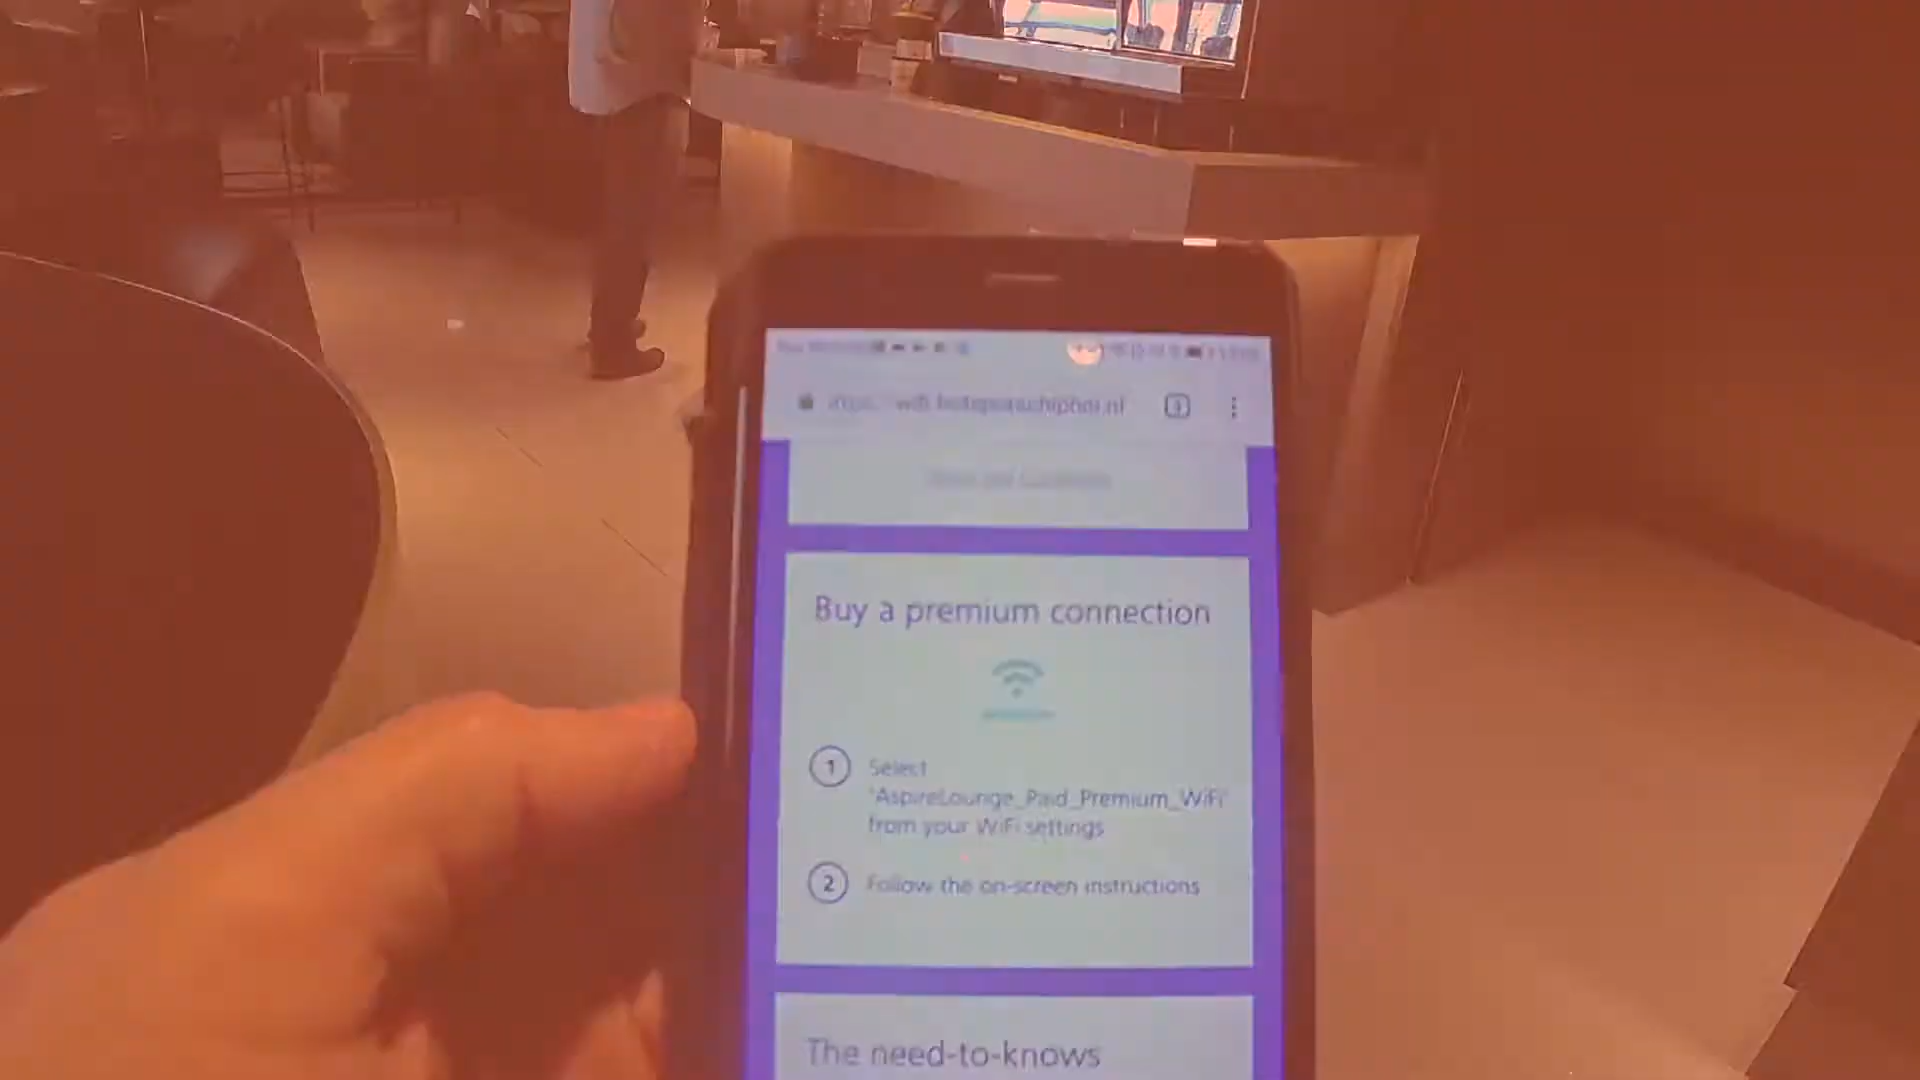 Buy a premium connection
1 Select
"AspireLounge_Paid_Premium_WiFi"
from your WiFi settings
2 Follow the on-screen instructions
The need-to-knows